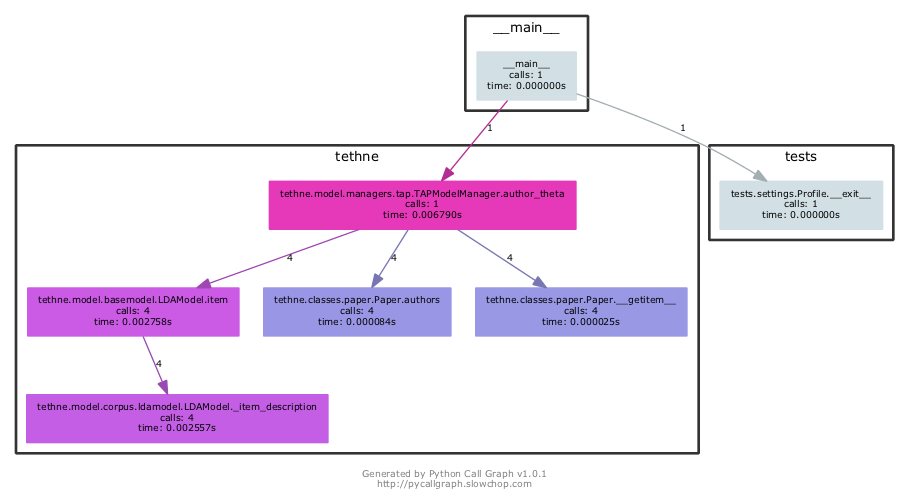 __main__
__main__
calls: 1
time: 0.000000s
1
1
tethne
tests
tethne.model.managers.tap.TAPModelManager.author_theta
calls: 1
time: 0.006790s
tests.settings.Profile.__exit__
calls: 1
time: 0.000000s
4
4
4
tethne.model.basemodel.LDAModel.item
calls: 4
time: 0.002758s
tethne.classes.paper.Paper.authors
calls: 4
time: 0.000084s
tethne.classes.paper.Paper.__getitem__
calls: 4
time: 0.000025s
4
tethne.model.corpus.ldamodel.LDAModel._item_description
calls: 4
time: 0.002557s
Generated by Python Call Graph v1.0.1
http://pycallgraph.slowchop.com